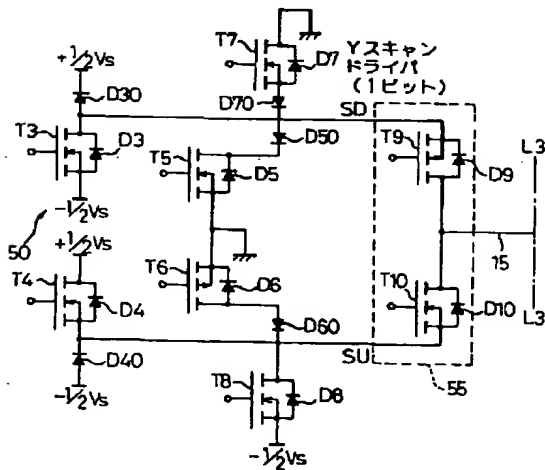 +1/2Vs
D30
T3
D3
-1/2Vs
50
+1/2Vs
T4
D4
D40
-1/2Vs
T7
D7
D70
D50
T5
D5
T6
D6
D60
T8
D8
-1/2Vs
Yスキャン
ドライバ
(1ビット)
SD
T9
D9
L3
15
T10
D10
L3
SU
55